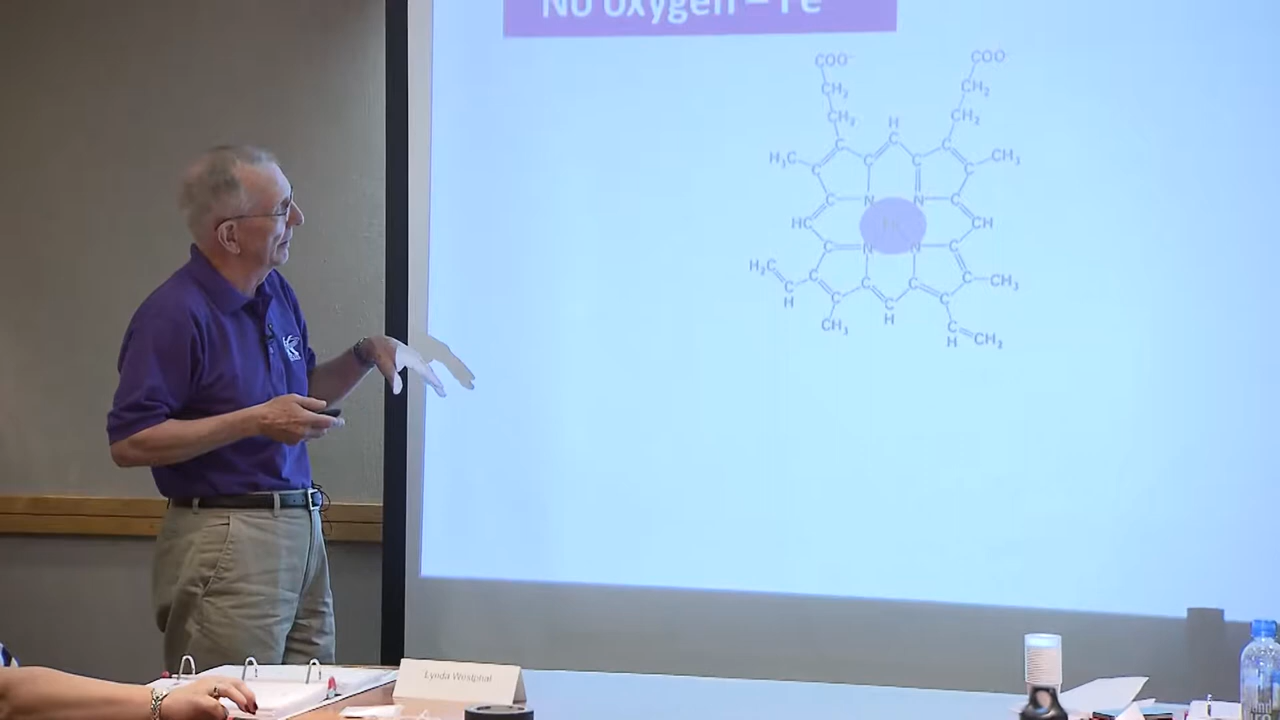 No oxygen – Fe
COO⁻ COO⁻
CH₂ CH₂
CH₂ CH₂
H
C
H₃C C C C C C C CH₃
C N N C
HC Fe CH
C N N C
H₂C C C C C C C CH₃
C C
H CH₃ H C
H CH₂
Lynda Westphal